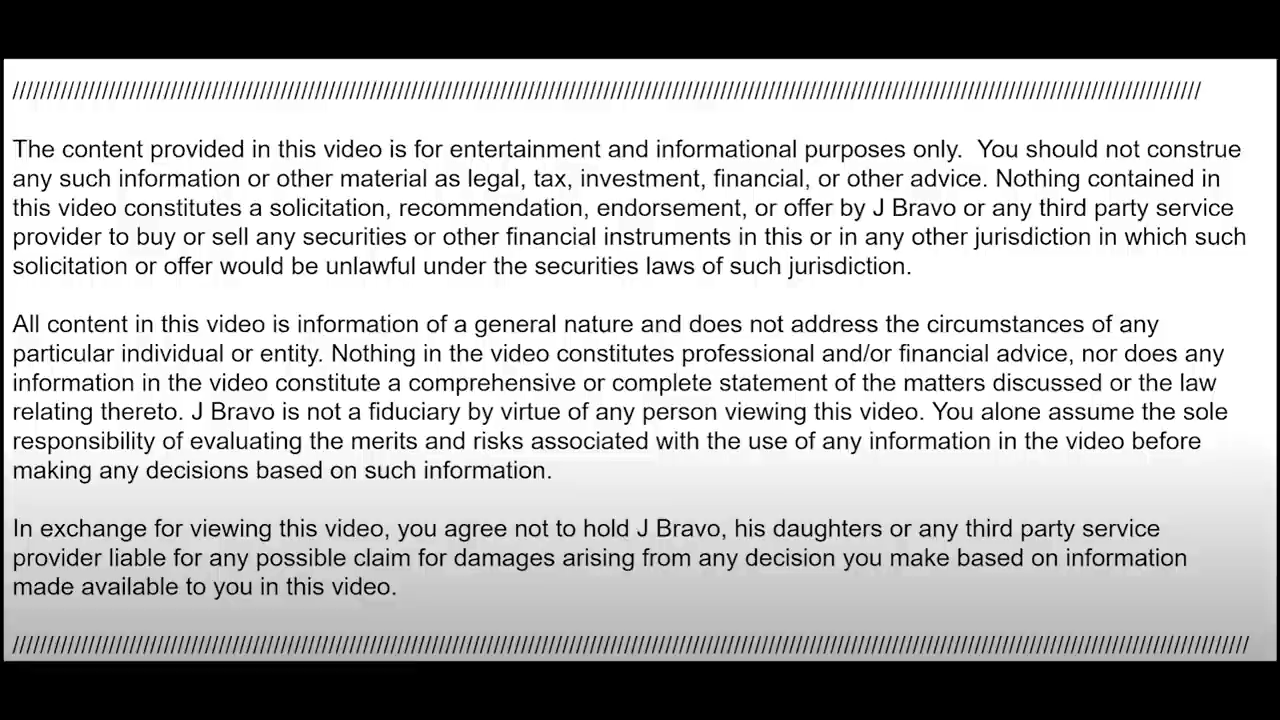 ////////////////////////////////////////////////////////////////////////////////////////////////////////////////////////////////////////////////////////////////////////////////
The content provided in this video is for entertainment and informational purposes only.  You should not construe
any such information or other material as legal, tax, investment, financial, or other advice. Nothing contained in
this video constitutes a solicitation, recommendation, endorsement, or offer by J Bravo or any third party service
provider to buy or sell any securities or other financial instruments in this or in any other jurisdiction in which such
solicitation or offer would be unlawful under the securities laws of such jurisdiction.
All content in this video is information of a general nature and does not address the circumstances of any
particular individual or entity. Nothing in the video constitutes professional and/or financial advice, nor does any
information in the video constitute a comprehensive or complete statement of the matters discussed or the law
relating thereto. J Bravo is not a fiduciary by virtue of any person viewing this video. You alone assume the sole
responsibility of evaluating the merits and risks associated with the use of any information in the video before
making any decisions based on such information.
In exchange for viewing this video, you agree not to hold J Bravo, his daughters or any third party service
provider liable for any possible claim for damages arising from any decision you make based on information
made available to you in this video.
///////////////////////////////////////////////////////////////////////////////////////////////////////////////////////////////////////////////////////////////////////////////////////